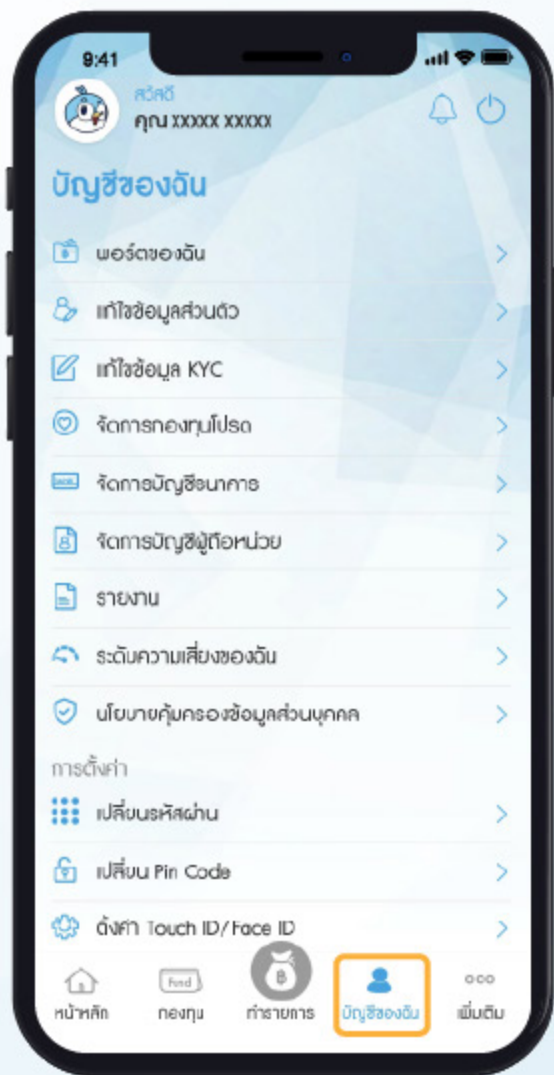 9:41
สวัสดี
คุณ xxxxx xxxxx
บัญชีของฉัน
พอร์ตของฉัน
แก้ไขข้อมูลส่วนตัว
แก้ไขข้อมูล KYC
จัดการกองทุนโปรด
จัดการบัญชีธนาคาร
จัดการบัญชีผู้ถือหน่วย
รายงาน
ระดับความเสี่ยงของฉัน
นโยบายคุ้มครองข้อมูลส่วนบุคคล
การตั้งค่า
เปลี่ยนรหัสผ่าน
เปลี่ยน Pin Code
ตั้งค่า Touch ID/Face ID
Fund
฿
หน้าหลัก กองทุน ทำรายการ บัญชีของฉัน เพิ่มเติม